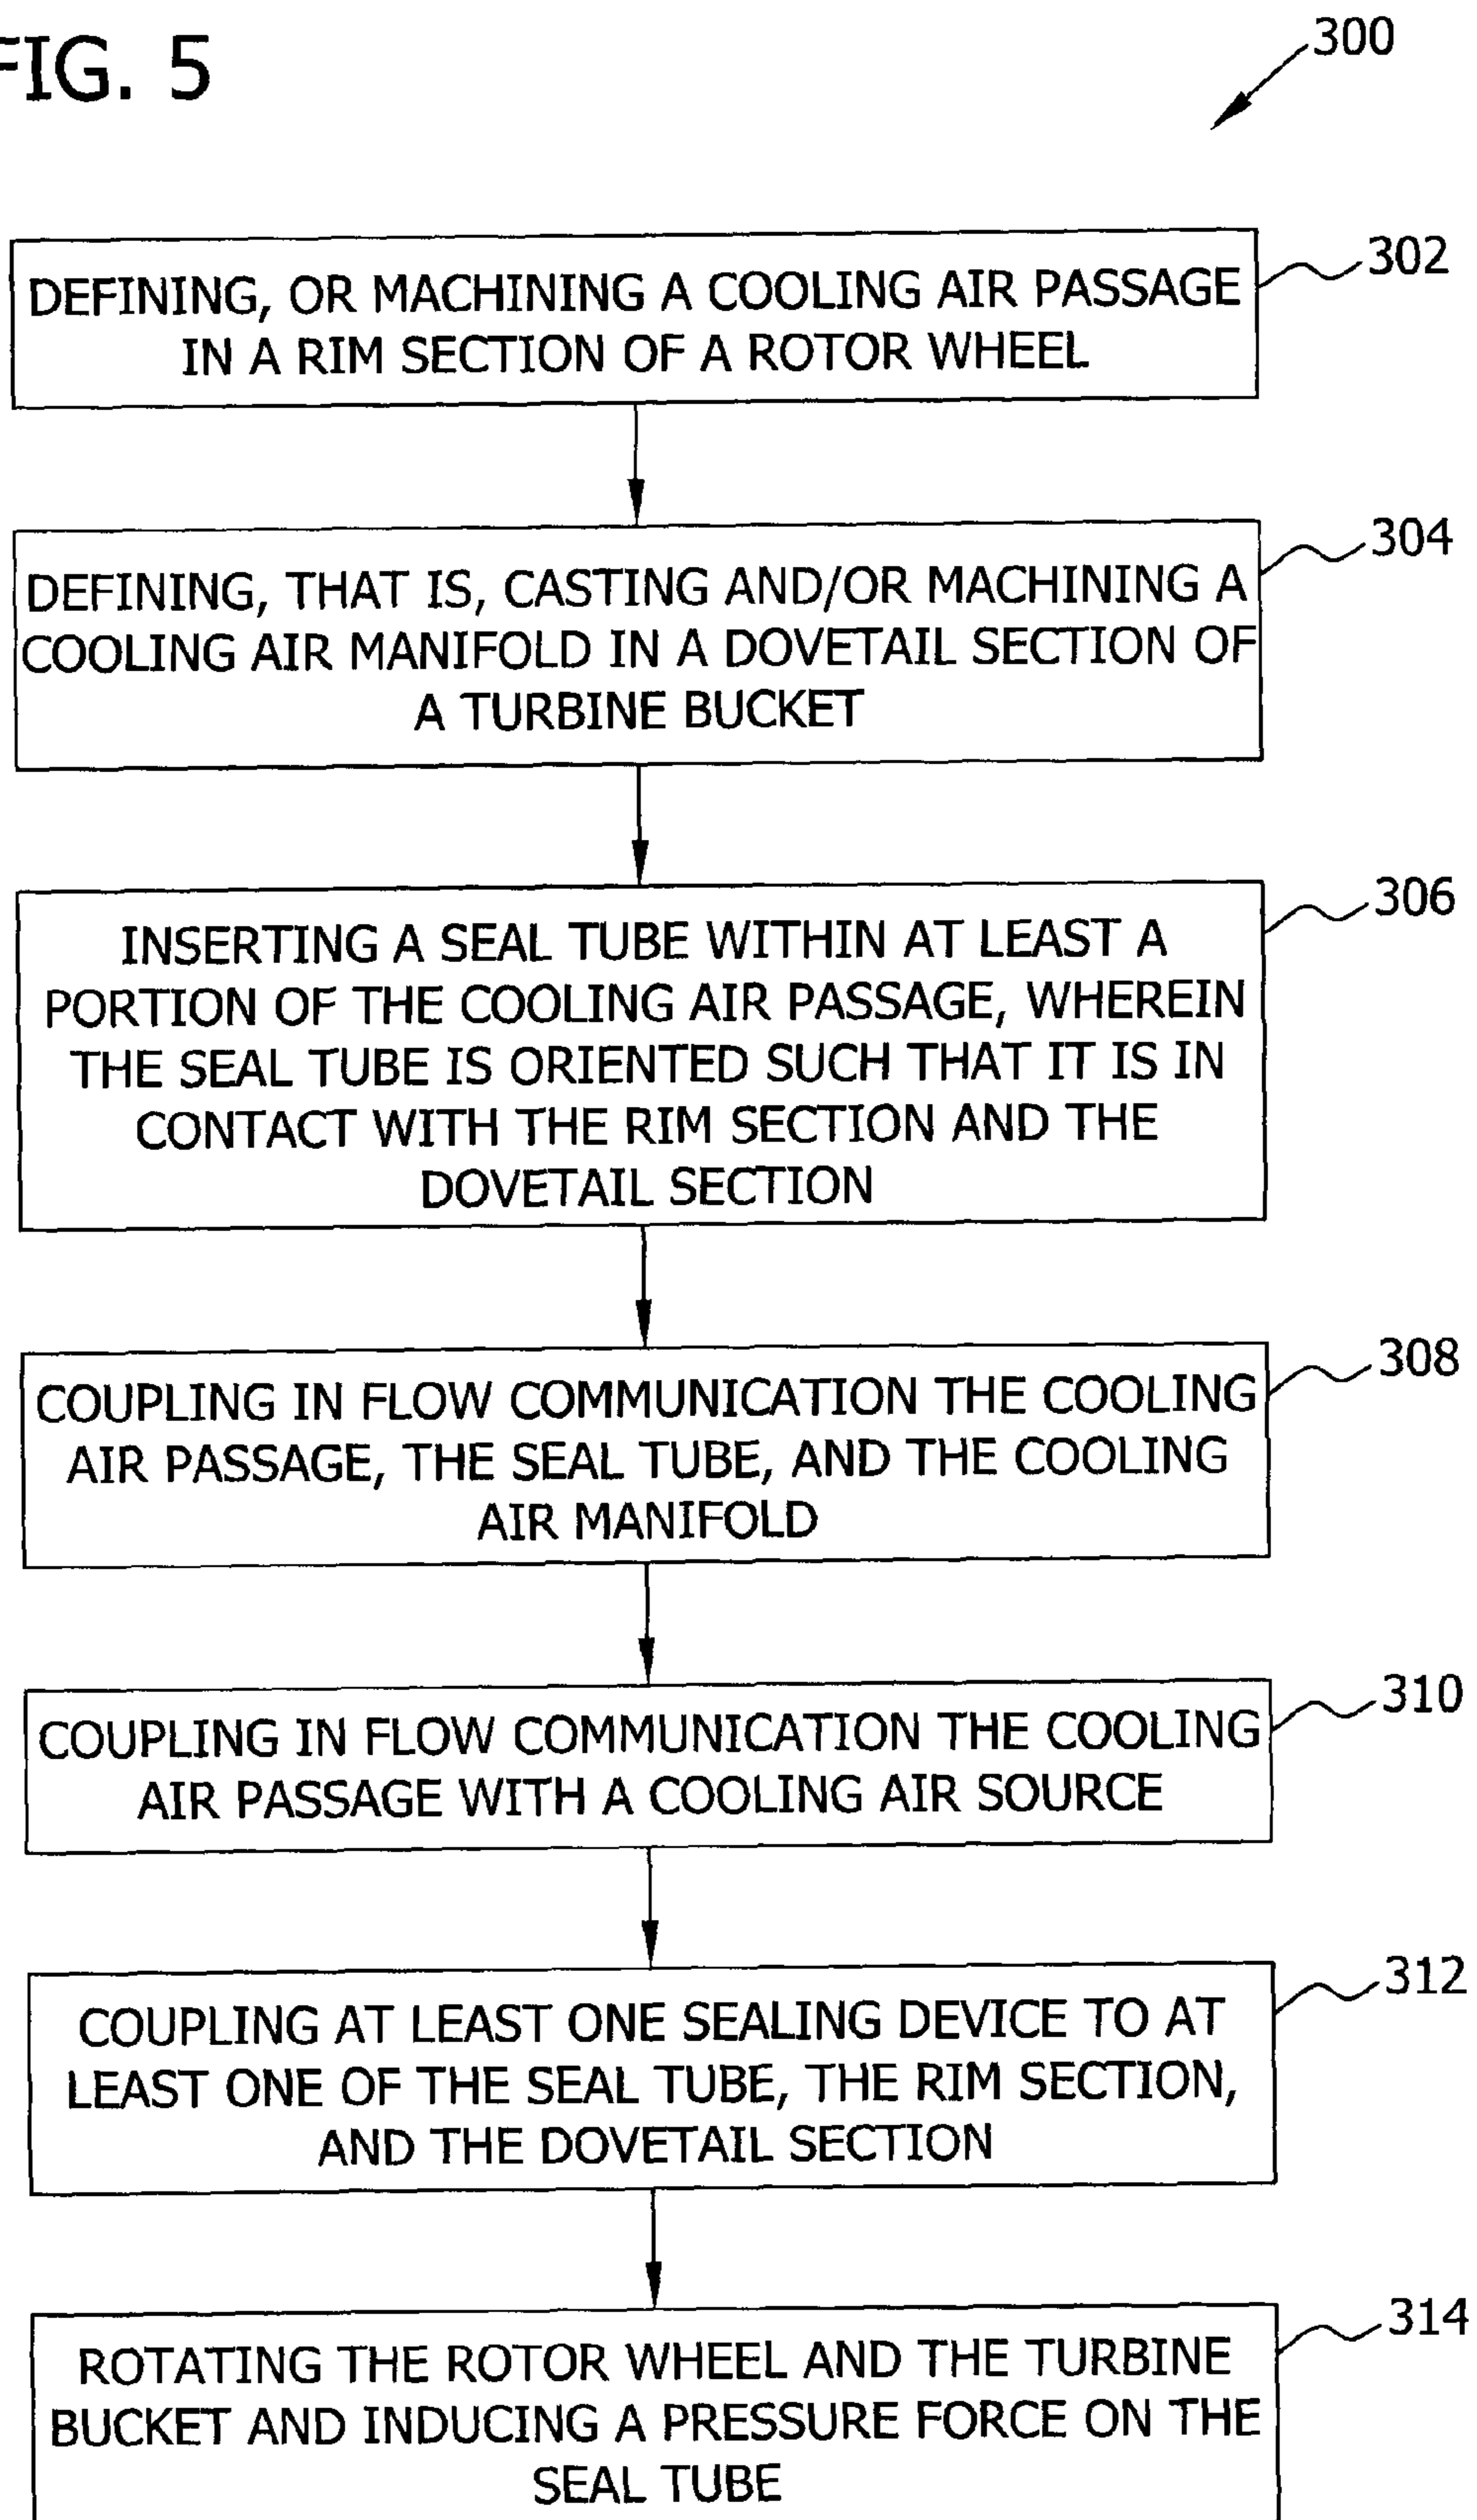 FIG. 5
300
302
DEFINING, OR MACHINING A COOLING AIR PASSAGE
IN A RIM SECTION OF A ROTOR WHEEL
304
DEFINING, THAT IS, CASTING AND/OR MACHINING A
COOLING AIR MANIFOLD IN A DOVETAIL SECTION OF
A TURBINE BUCKET
306
INSERTING A SEAL TUBE WITHIN AT LEAST A
PORTION OF THE COOLING AIR PASSAGE, WHEREIN
THE SEAL TUBE IS ORIENTED SUCH THAT IT IS IN
CONTACT WITH THE RIM SECTION AND THE
DOVETAIL SECTION
308
COUPLING IN FLOW COMMUNICATION THE COOLING
AIR PASSAGE, THE SEAL TUBE, AND THE COOLING
AIR MANIFOLD
310
COUPLING IN FLOW COMMUNICATION THE COOLING
AIR PASSAGE WITH A COOLING AIR SOURCE
312
COUPLING AT LEAST ONE SEALING DEVICE TO AT
LEAST ONE OF THE SEAL TUBE, THE RIM SECTION,
AND THE DOVETAIL SECTION
314
ROTATING THE ROTOR WHEEL AND THE TURBINE
BUCKET AND INDUCING A PRESSURE FORCE ON THE
SEAL TUBE